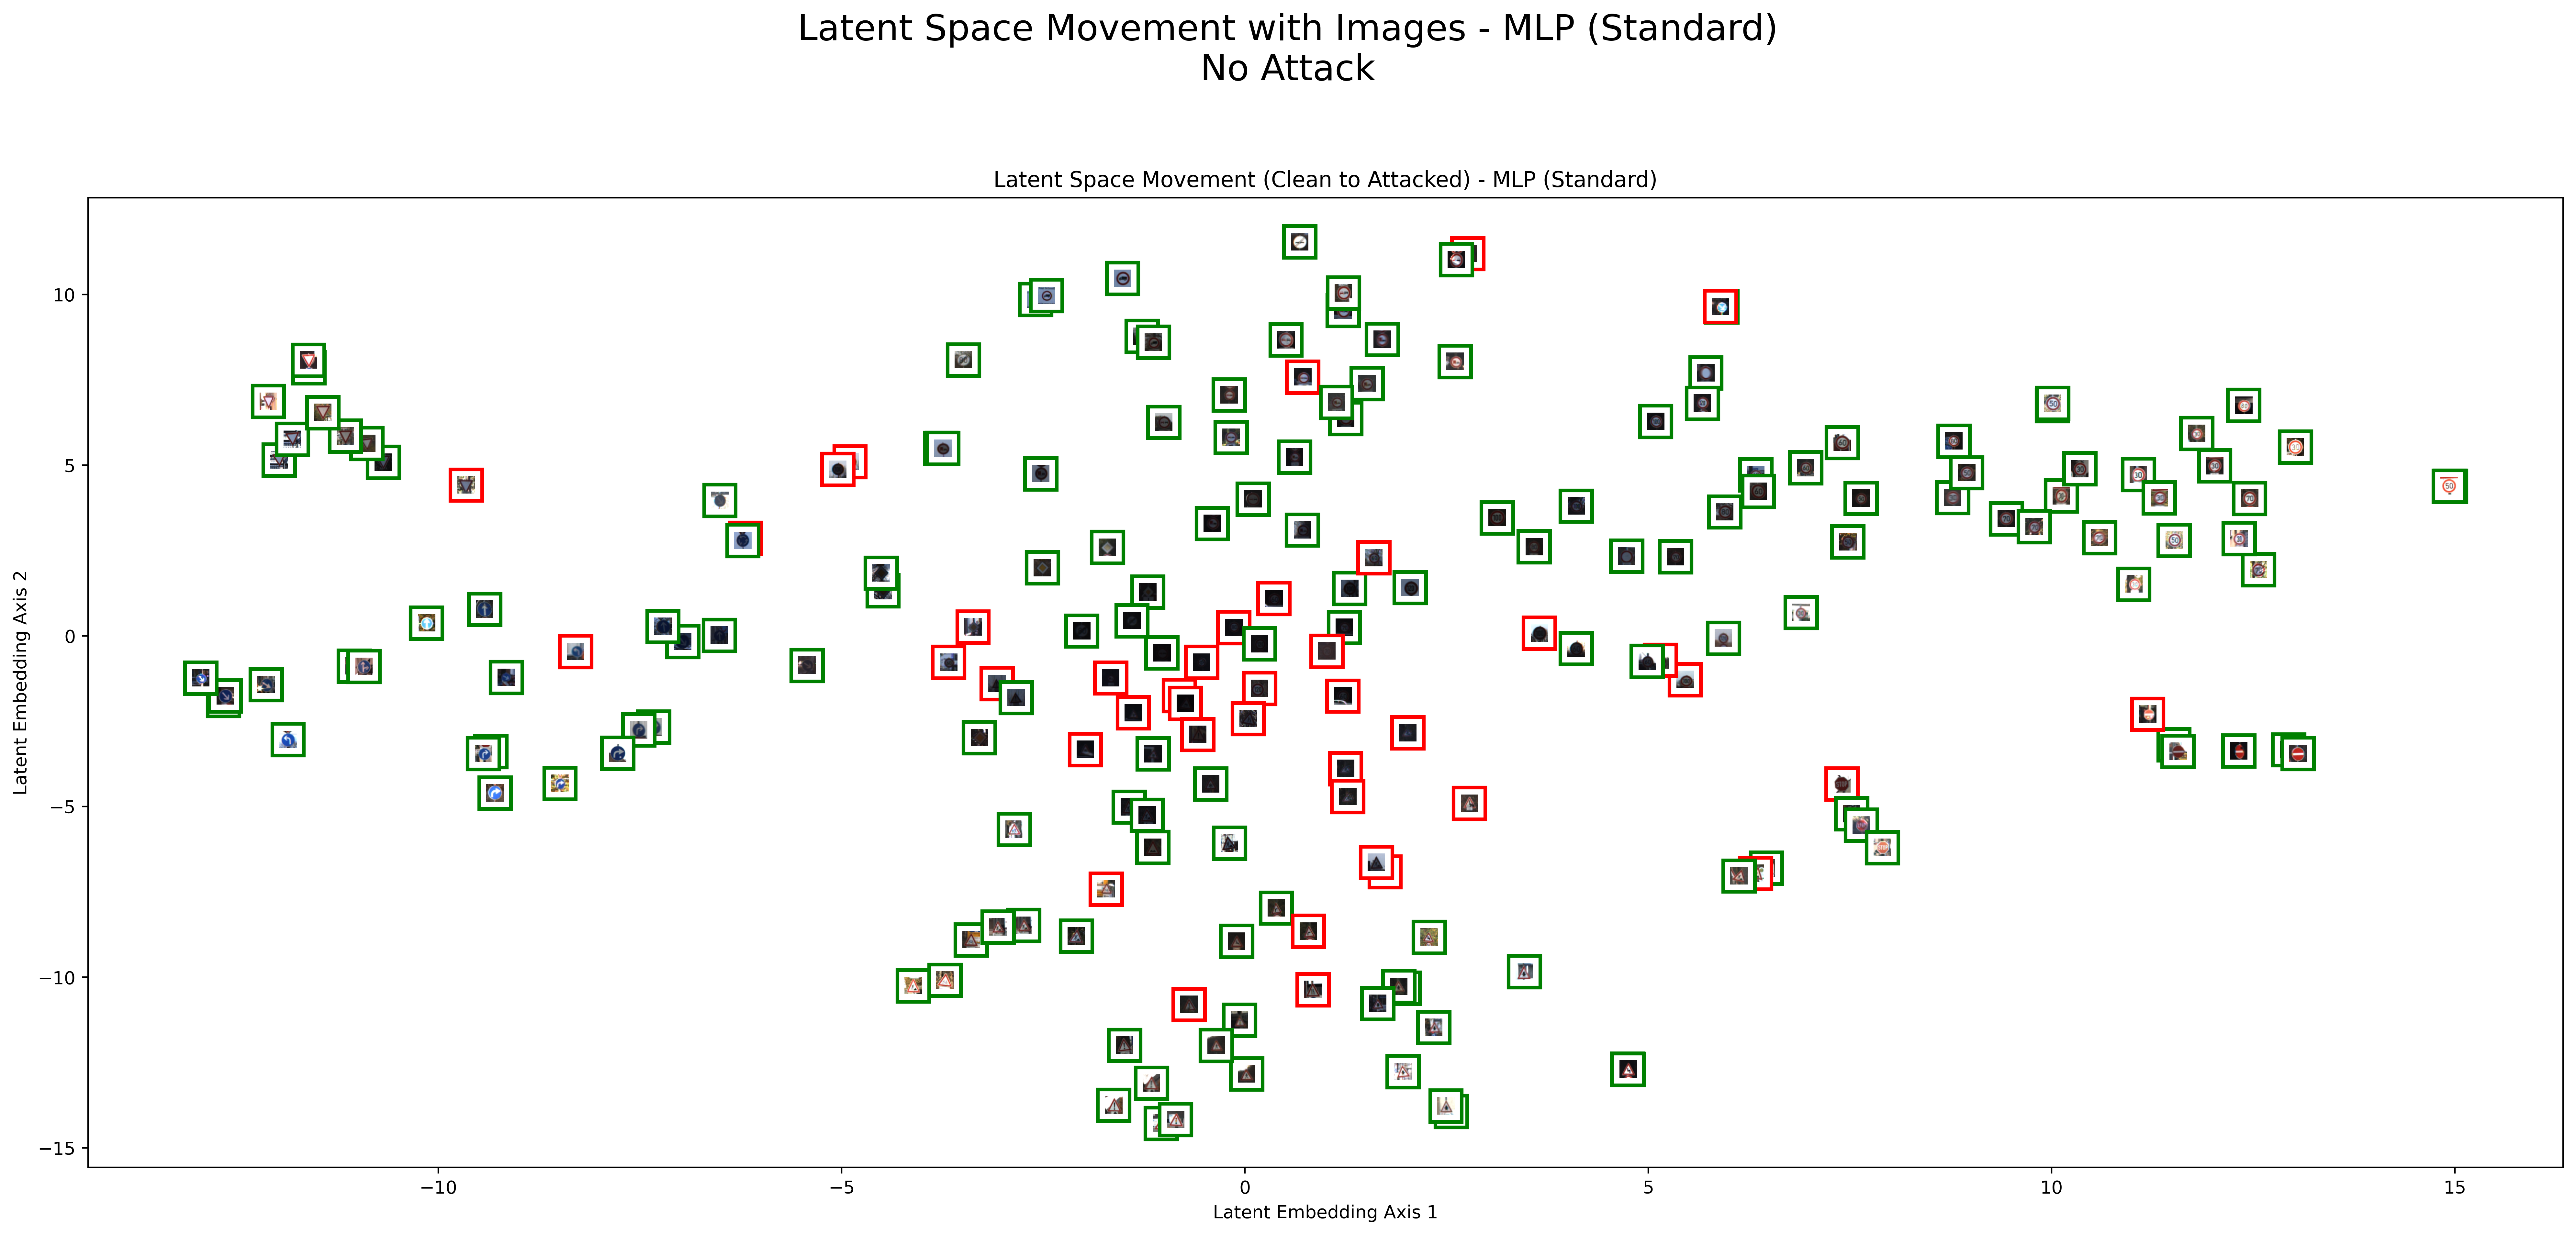 Latent Space Movement with Images - MLP (Standard)
No Attack
Latent Space Movement (Clean to Attacked) - MLP (Standard)
Latent Embedding Axis 2
10
5
0
−5
−10
−15
−10
−5
0
5
10
15
Latent Embedding Axis 1